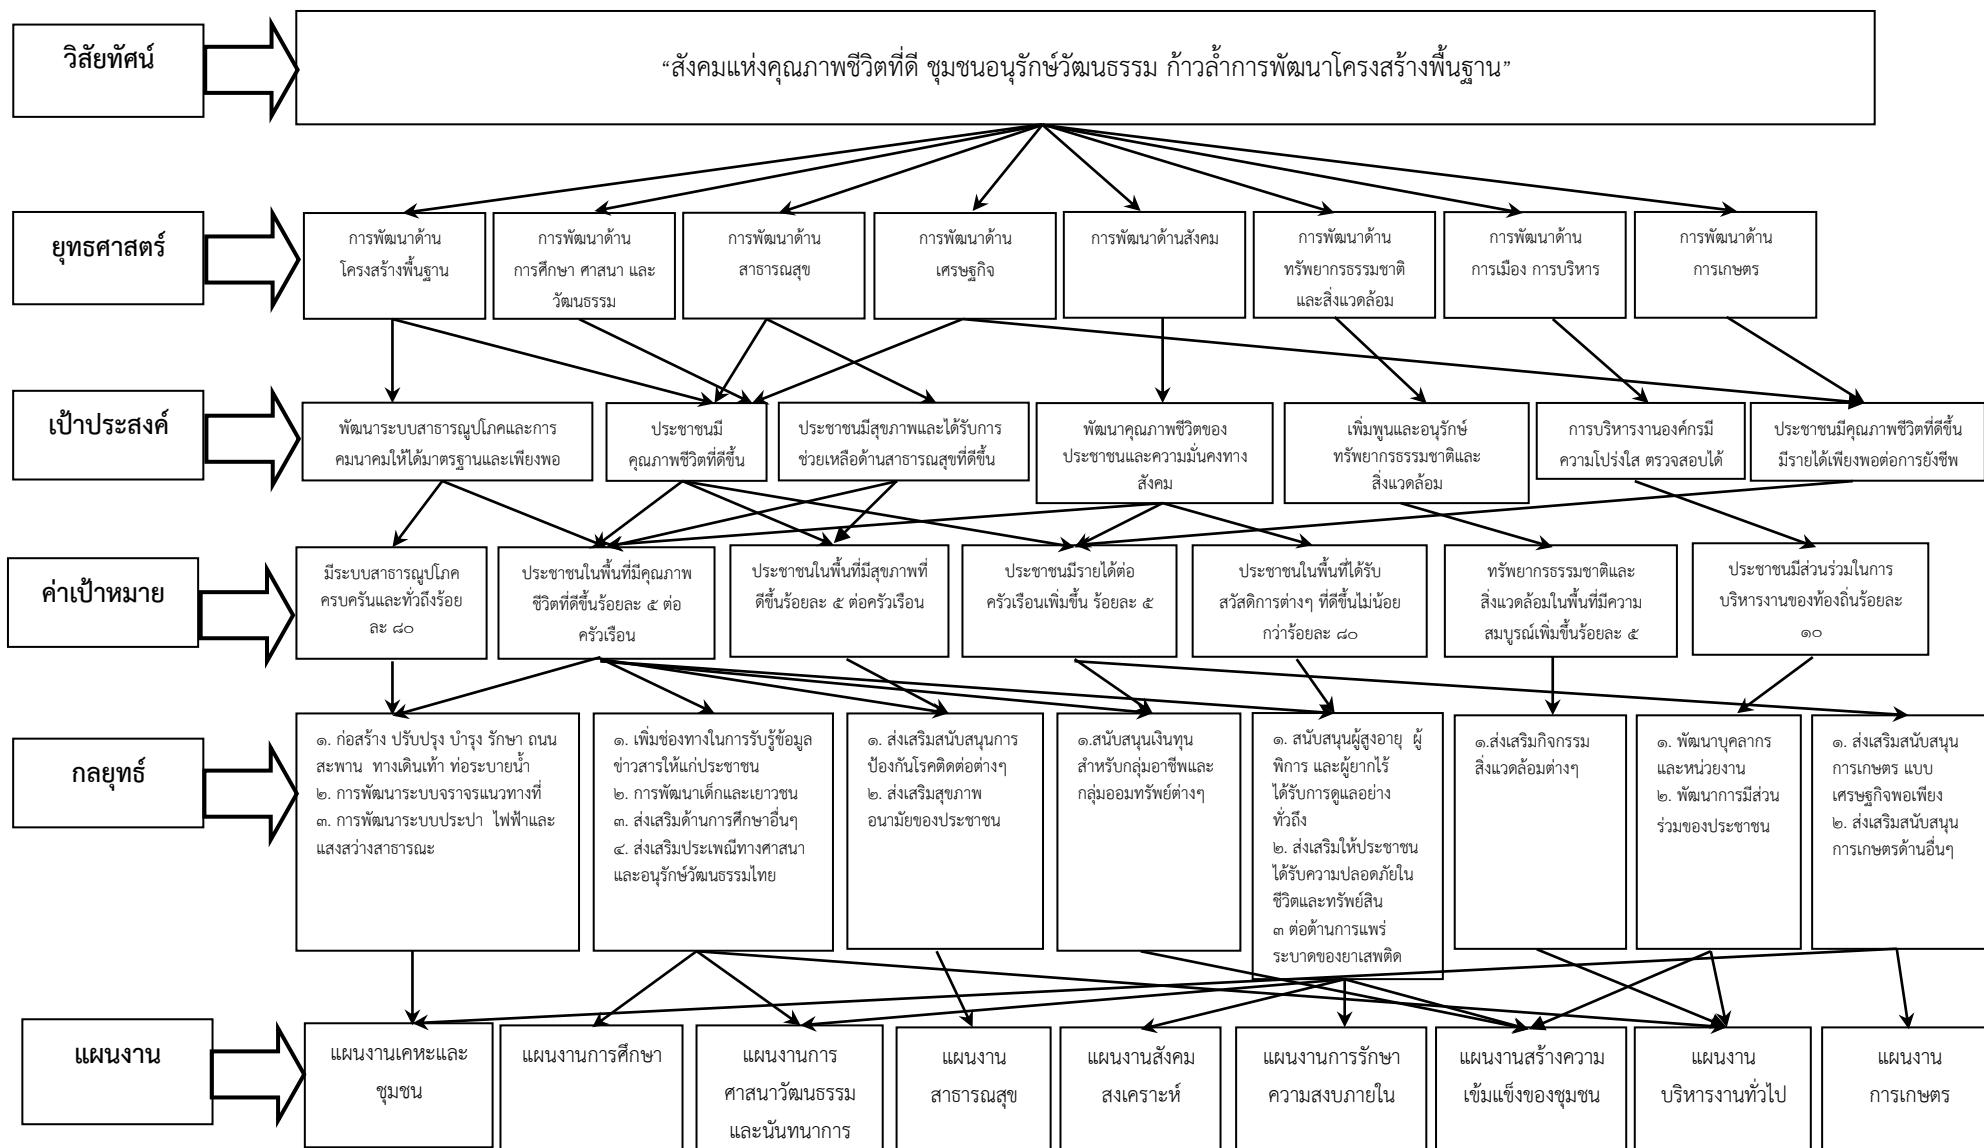 วิสัยทัศน์
“สังคมแห่งคุณภาพชีวิตที่ดี ชุมชนอนุรักษ์วัฒนธรรม ก้าวล้ำการพัฒนาโครงสร้างพื้นฐาน”
ยุทธศาสตร์
การพัฒนาด้าน
โครงสร้างพื้นฐาน
การพัฒนาด้าน
การศึกษา ศาสนา และ
วัฒนธรรม
การพัฒนาด้าน
สาธารณสุข
การพัฒนาด้าน
เศรษฐกิจ
การพัฒนาด้านสังคม
การพัฒนาด้าน
ทรัพยากรธรรมชาติ
และสิ่งแวดล้อม
การพัฒนาด้าน
การเมือง การบริหาร
การพัฒนาด้าน
การเกษตร
เป้าประสงค์
พัฒนาระบบสาธารณูปโภคและการ
คมนาคมให้ได้มาตรฐานและเพียงพอ
ประชาชนมี
คุณภาพชีวิตที่ดีขึ้น
ประชาชนมีสุขภาพและได้รับการ
ช่วยเหลือด้านสาธารณสุขที่ดีขึ้น
พัฒนาคุณภาพชีวิตของ
ประชาชนและความมั่นคงทาง
สังคม
เพิ่มพูนและอนุรักษ์
ทรัพยากรธรรมชาติและ
สิ่งแวดล้อม
การบริหารงานองค์กรมี
ความโปร่งใส ตรวจสอบได้
ประชาชนมีคุณภาพชีวิตที่ดีขึ้น
มีรายได้เพียงพอต่อการยังชีพ
ค่าเป้าหมาย
มีระบบสาธารณูปโภค
ครบครันและทั่วถึงร้อย
ละ ๘๐
ประชาชนในพื้นที่มีคุณภาพ
ชีวิตที่ดีขึ้นร้อยละ ๕ ต่อ
ครัวเรือน
ประชาชนในพื้นที่มีสุขภาพที่
ดีขึ้นร้อยละ ๕ ต่อครัวเรือน
ประชาชนมีรายได้ต่อ
ครัวเรือนเพิ่มขึ้น ร้อยละ ๕
ประชาชนในพื้นที่ได้รับ
สวัสดิการต่างๆ ที่ดีขึ้นไม่น้อย
กว่าร้อยละ ๘๐
ทรัพยากรธรรมชาติและ
สิ่งแวดล้อมในพื้นที่มีความ
สมบูรณ์เพิ่มขึ้นร้อยละ ๕
ประชาชนมีส่วนร่วมในการ
บริหารงานของท้องถิ่นร้อยละ
๑๐
กลยุทธ์
๑. ก่อสร้าง ปรับปรุง บำรุง รักษา ถนน
สะพาน ทางเดินเท้า ท่อระบายน้ำ
๒. การพัฒนาระบบจราจรแนวทางที่
๓. การพัฒนาระบบประปา ไฟฟ้าและ
แสงสว่างสาธารณะ
๑. เพิ่มช่องทางในการรับรู้ข้อมูล
ข่าวสารให้แก่ประชาชน
๒. การพัฒนาเด็กและเยาวชน
๓. ส่งเสริมด้านการศึกษาอื่นๆ
๔. ส่งเสริมประเพณีทางศาสนา
และอนุรักษ์วัฒนธรรมไทย
๑. ส่งเสริมสนับสนุนการ
ป้องกันโรคติดต่อต่างๆ
๒. ส่งเสริมสุขภาพ
อนามัยของประชาชน
๑.สนับสนุนเงินทุน
สำหรับกลุ่มอาชีพและ
กลุ่มออมทรัพย์ต่างๆ
๑. สนับสนุนผู้สูงอายุ ผู้
พิการ และผู้ยากไร้
ได้รับการดูแลอย่าง
ทั่วถึง
๒. ส่งเสริมให้ประชาชน
ได้รับความปลอดภัยใน
ชีวิตและทรัพย์สิน
๓ ต่อต้านการแพร่
ระบาดของยาเสพติด
๑.ส่งเสริมกิจกรรม
สิ่งแวดล้อมต่างๆ
๑. พัฒนาบุคลากร
และหน่วยงาน
๒. พัฒนาการมีส่วน
ร่วมของประชาชน
๑. ส่งเสริมสนับสนุน
การเกษตร แบบ
เศรษฐกิจพอเพียง
๒. ส่งเสริมสนับสนุน
การเกษตรด้านอื่นๆ
แผนงาน
แผนงานเคหะและ
ชุมชน
แผนงานการศึกษา
แผนงานการ
ศาสนาวัฒนธรรม
และนันทนาการ
แผนงาน
สาธารณสุข
แผนงานสังคม
สงเคราะห์
แผนงานการรักษา
ความสงบภายใน
แผนงานสร้างความ
เข้มแข็งของชุมชน
แผนงาน
บริหารงานทั่วไป
แผนงาน
การเกษตร